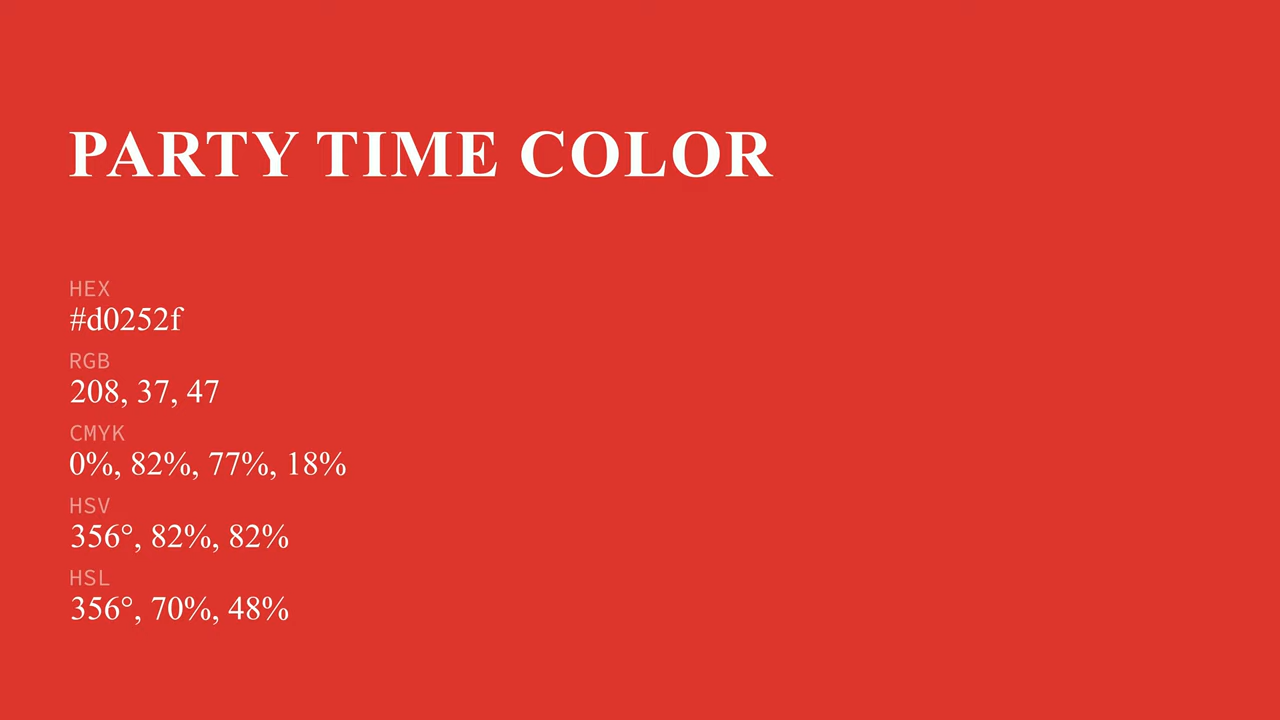 PARTY TIME COLOR
HEX
#d0252f
RGB
208, 37, 47
CMYK
0%, 82%, 77%, 18%
HSV
356°, 82%, 82%
HSL
356°, 70%, 48%